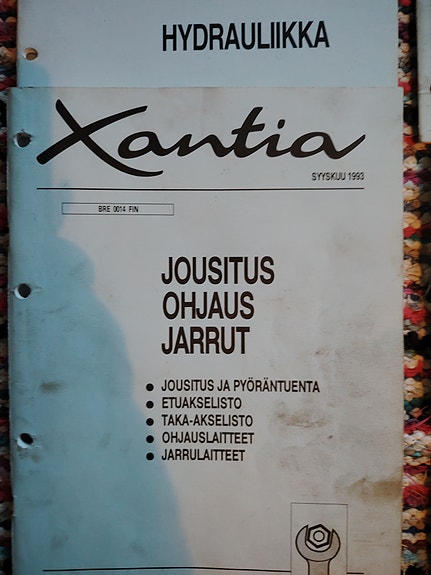 HYDRAULIIKKA
Xantia
SYYSKUU 1993
BRE 0014 FIN
JOUSITUS
OHJAUS
JARRUT
• JOUSITUS JA PYÖRÄNTUENTA
• ETUAKSELISTO
• TAKA-AKSELISTO
• OHJAUSLAITTEET
• JARRULAITTEET